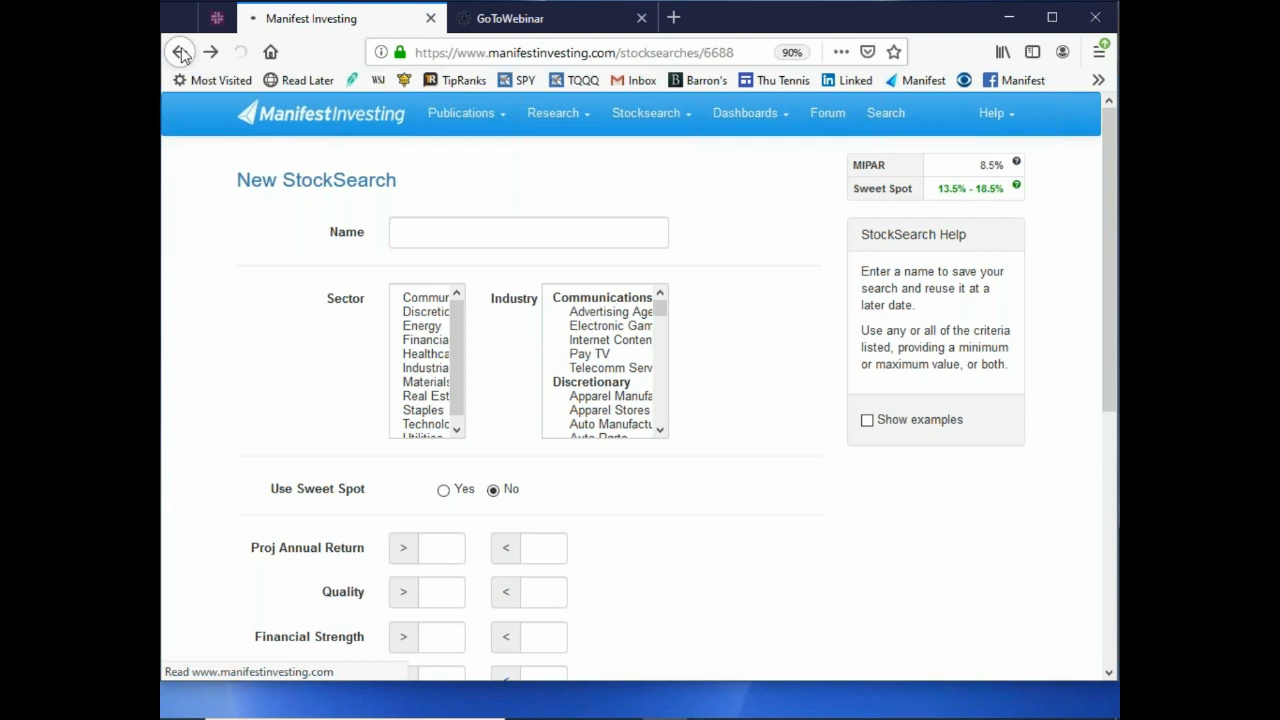 Manifest Investing
GoToWebinar
https://www.manifestinvesting.com/stocksearches/6688
90%
Most Visited
Read Later
WSJ
TipRanks
SPY
TQQQ
Inbox
Barron's
Thu Tennis
Linked
Manifest
Manifest
ManifestInvesting
Publications
Research
Stocksearch
Dashboards
Forum
Search
Help
MIPAR
8.5%
Sweet Spot
13.5% - 18.5%
New StockSearch
Name
Sector
Commur
Discretic
Energy
Financia
Healthca
Industria
Materials
Real Est
Staples
Technolc
Utilities
Industry
Communications
Advertising Age
Electronic Gam
Internet Conten
Pay TV
Telecomm Serv
Discretionary
Apparel Manufa
Apparel Stores
Auto Manufactu
Auto Parts
StockSearch Help
Enter a name to save your
search and reuse it at a
later date.
Use any or all of the criteria
listed, providing a minimum
or maximum value, or both.
Show examples
Use Sweet Spot
Yes
No
Proj Annual Return
>
<
Quality
>
<
Financial Strength
>
<
<
Read www.manifestinvesting.com